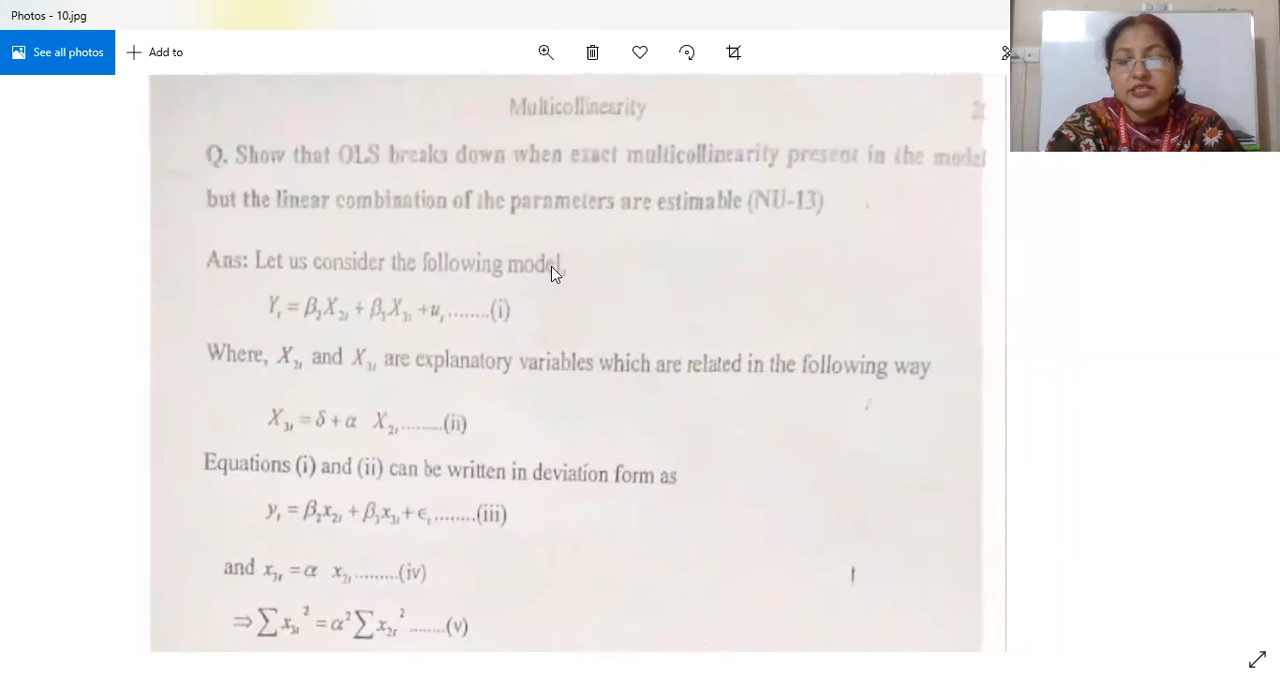 Photos - 10.jpg
See all photos
Add to
Multicollinearity
Q. Show that OLS breaks down when exact multicollinearity present in the model
but the linear combination of the parameters are estimable (NU-13)
Ans: Let us consider the following model,
Yₜ = β₂X₂ₜ + β₃X₃ₜ + uₜ ........(i)
Where, X₂ₜ and X₃ₜ are explanatory variables which are related in the following way
X₃ₜ = δ + α X₂ₜ ........(ii)
Equations (i) and (ii) can be written in deviation form as
yₜ = β₂x₂ₜ + β₃x₃ₜ + ϵₜ ........(iii)
and x₃ₜ = α x₂ₜ .........(iv)
⇒ ∑x₃ₜ² = α²∑x₂ₜ² .......(v)